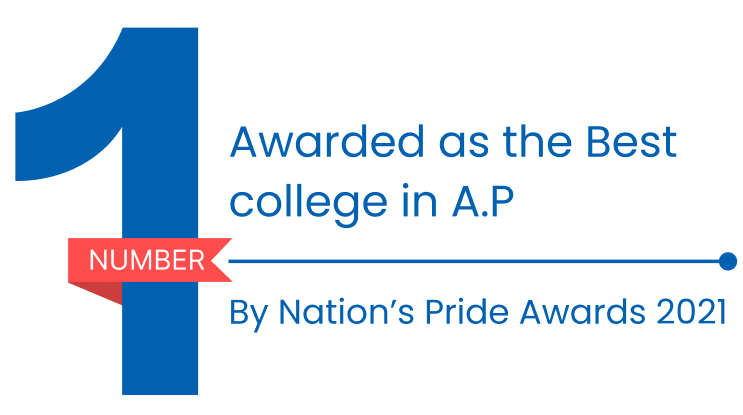 1
NUMBER
Awarded as the Best
college in A.P
By Nation’s Pride Awards 2021